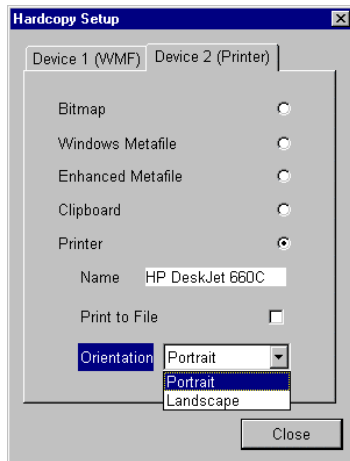 Hardcopy Setup
Device 1 (WMF) Device 2 (Printer)
Bitmap
Windows Metafile
Enhanced Metafile
Clipboard
Printer
Name HP DeskJet 660C
Print to File
Orientation Portrait
Portrait
Landscape
Close